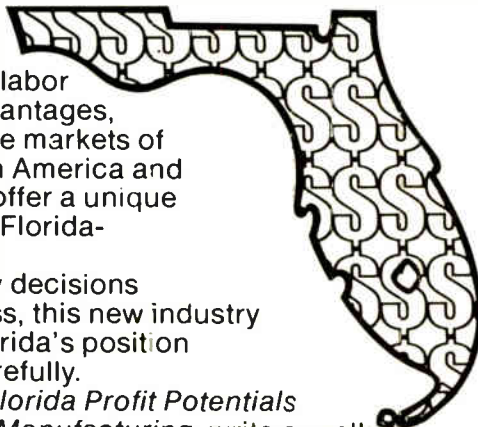 labor
antages,
e markets of
n America and
offer a unique
Florida-
y decisions
ss, this new industry
rida's position
refully.
lorida Profit Potentials
Manufacturing, write